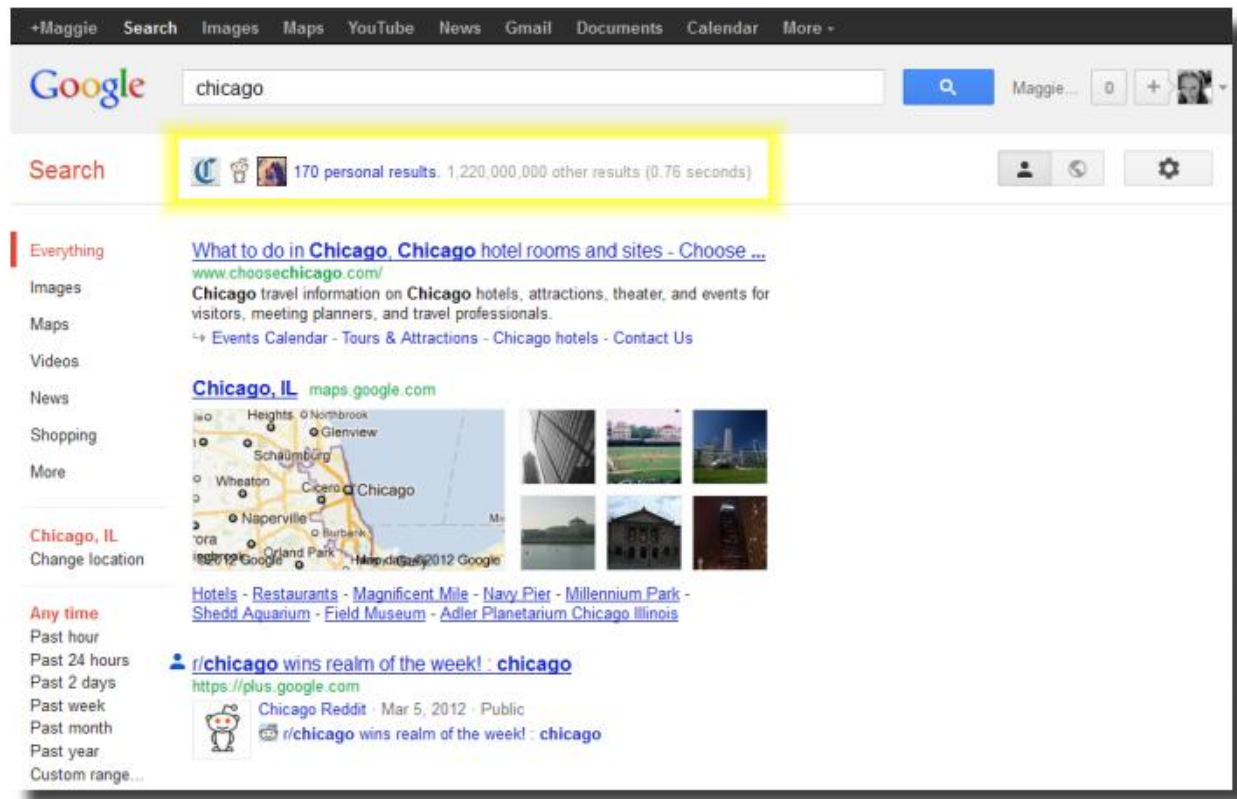 +Maggie Search Images Maps YouTube News Gmail Documents Calendar More
Google chicago Maggie... 0 +
Search 170 personal results. 1,220,000,000 other results (0.76 seconds)
Everything
Images
Maps
Videos
News
Shopping
More
Chicago, IL
Change location
Any time
Past hour
Past 24 hours
Past 2 days
Past week
Past month
Past year
Custom range...
What to do in Chicago, Chicago hotel rooms and sites - Choose ...
www.choosechicago.com/
Chicago travel information on Chicago hotels, attractions, theater, and events for
visitors, meeting planners, and travel professionals.
Events Calendar - Tours & Attractions - Chicago hotels - Contact Us
Chicago, IL maps.google.com
Heights Northbrook
Glenview
Schaumburg
Wheaton Cicero Chicago
Naperville
Burbank
Orland Park
©2012 Google ©2012 Google
Hotels - Restaurants - Magnificent Mile - Navy Pier - Millennium Park -
Shedd Aquarium - Field Museum - Adler Planetarium Chicago Illinois
r/chicago wins realm of the week! : chicago
https://plus.google.com
Chicago Reddit · Mar 5, 2012 · Public
r/chicago wins realm of the week! : chicago